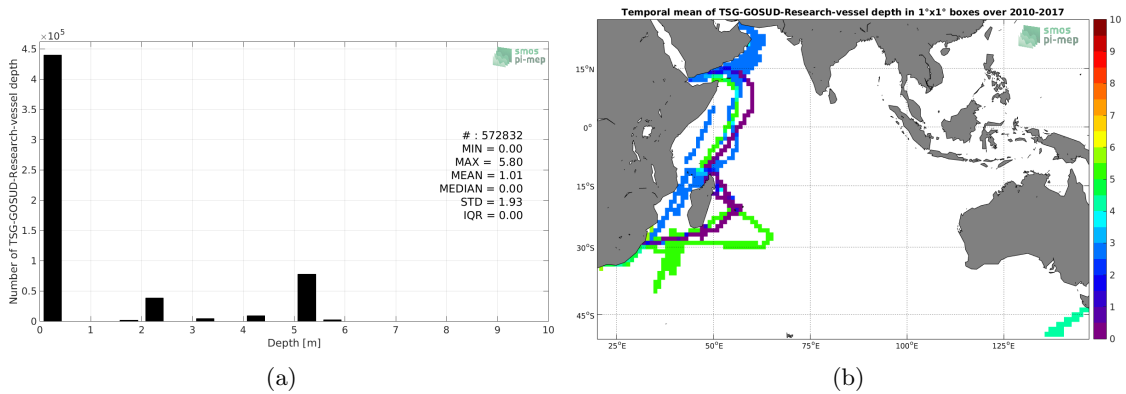 ×10⁵
4.5
4
3.5
3
2.5
2
1.5
1
0.5
0
Number of TSG-GOSUD-Research-vessel depth
smos
pi-mep
# : 572832
MIN = 0.00
MAX = 5.80
MEAN = 1.01
MEDIAN = 0.00
STD = 1.93
IQR = 0.00
0 1 2 3 4 5 6 7 8 9 10
Depth [m]
(a)
Temporal mean of TSG-GOSUD-Research-vessel depth in 1°x1° boxes over 2010-2017
smos
pi-mep
15°N
0°
15°S
30°S
45°S
25°E 50°E 75°E 100°E 125°E
10
9
8
7
6
5
4
3
2
1
0
(b)